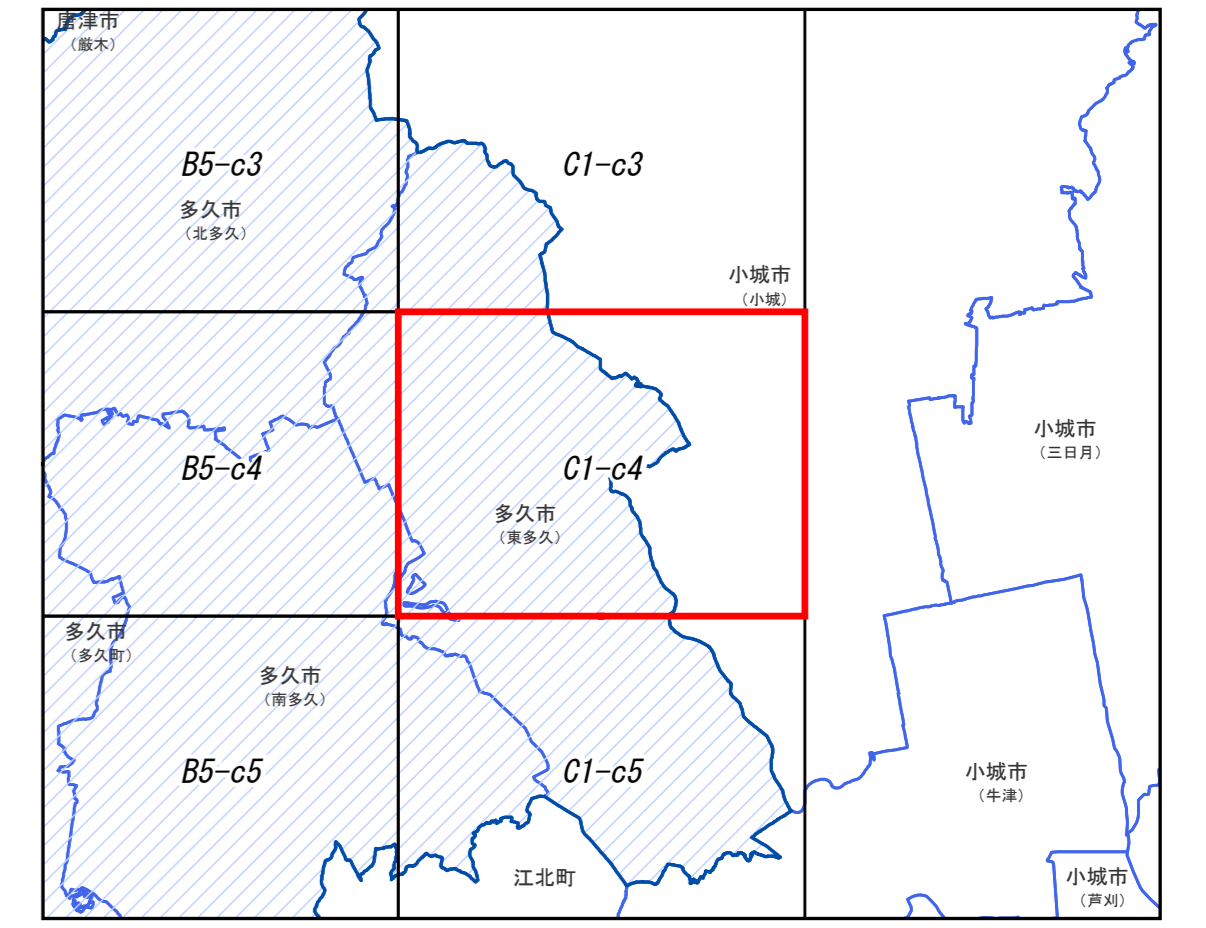 唐津市
（厳木）
B5-c3
C1-c3
多久市
（北多久）
小城市
（小城）
小城市
（三日月）
B5-c4
C1-c4
多久市
（東多久）
多久市
（多久町）
多久市
（南多久）
B5-c5
C1-c5
小城市
（牛津）
江北町
小城市
（芦刈）